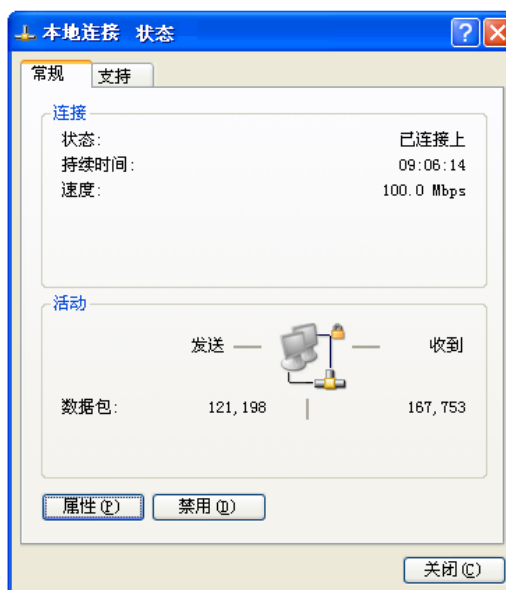 本地连接 状态
常规 支持
连接
状态: 已连接上
持续时间: 09:06:14
速度: 100.0 Mbps
活动
发送 — — 收到
数据包: 121,198 | 167,753
属性(P) 禁用(D)
关闭(C)